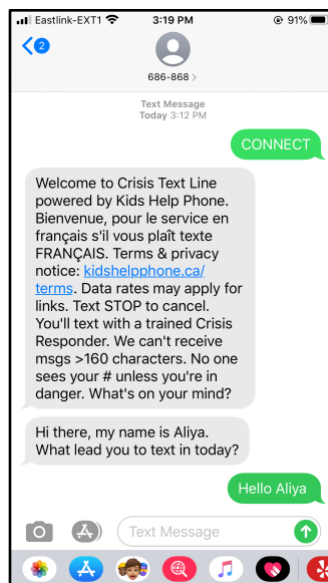 Eastlink-EXT1 3:19 PM 91%
2
686-868 >
Text Message
Today 3:12 PM
CONNECT
Welcome to Crisis Text Line
powered by Kids Help Phone.
Bienvenue, pour le service en
français s'il vous plaît texte
FRANÇAIS. Terms & privacy
notice: kidshelpphone.ca/
terms. Data rates may apply for
links. Text STOP to cancel.
You'll text with a trained Crisis
Responder. We can't receive
msgs >160 characters. No one
sees your # unless you're in
danger. What's on your mind?
Hi there, my name is Aliya.
What lead you to text in today?
Hello Aliya
Text Message